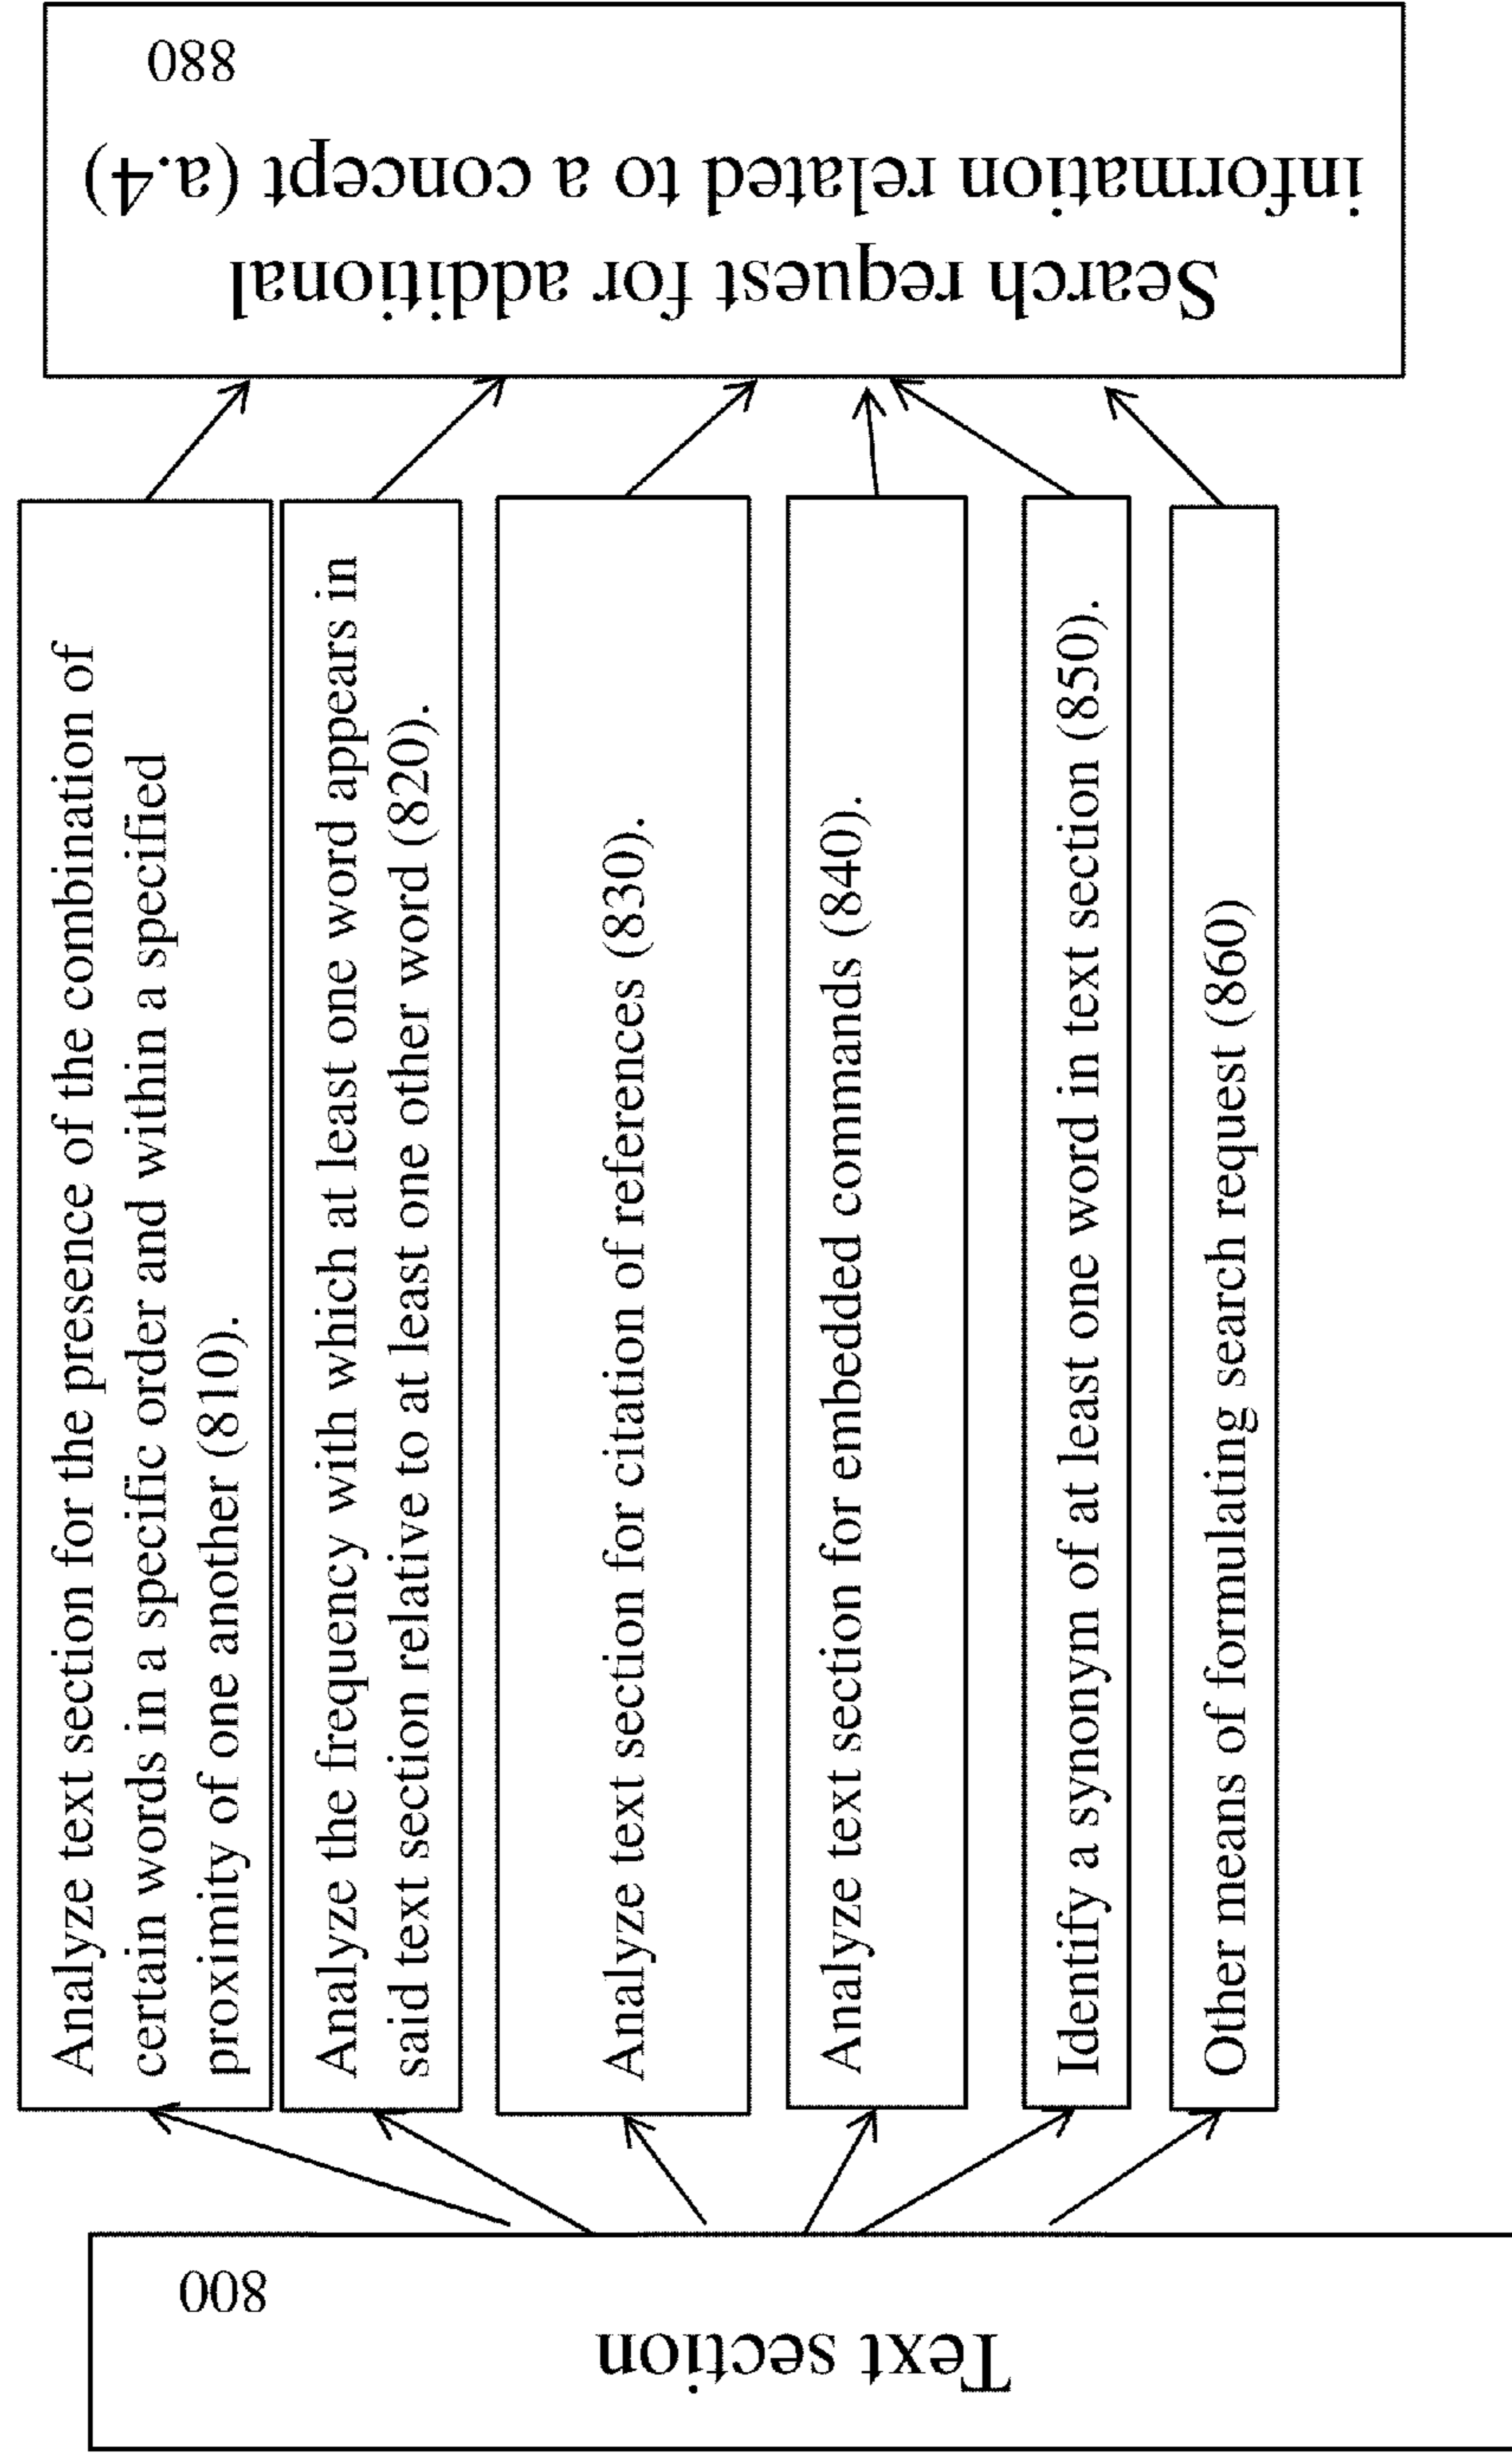 Text section
800
Analyze text section for the presence of the combination of
certain words in a specific order and within a specified
proximity of one another (810).
Analyze the frequency with which at least one word appears in
said text section relative to at least one other word (820).
Analyze text section for citation of references (830).
Analyze text section for embedded commands (840).
Identify a synonym of at least one word in text section (850).
Other means of formulating search request (860)
Search request for additional
information related to a concept (a.4)
880